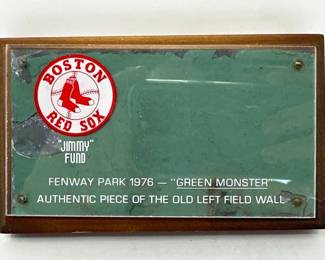 BOSTON
RED SOX
"JIMMY"
FUND
FENWAY PARK 1976 — "GREEN MONSTER"
AUTHENTIC PIECE OF THE OLD LEFT FIELD WALL